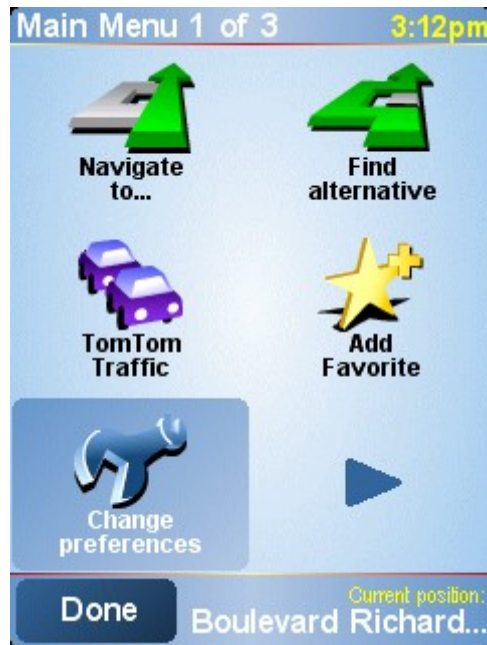 Main Menu 1 of 3 3:12pm
Navigate
to...
Find
alternative
TomTom
Traffic
Add
Favorite
Change
preferences
Done
Current position:
Boulevard Richard...